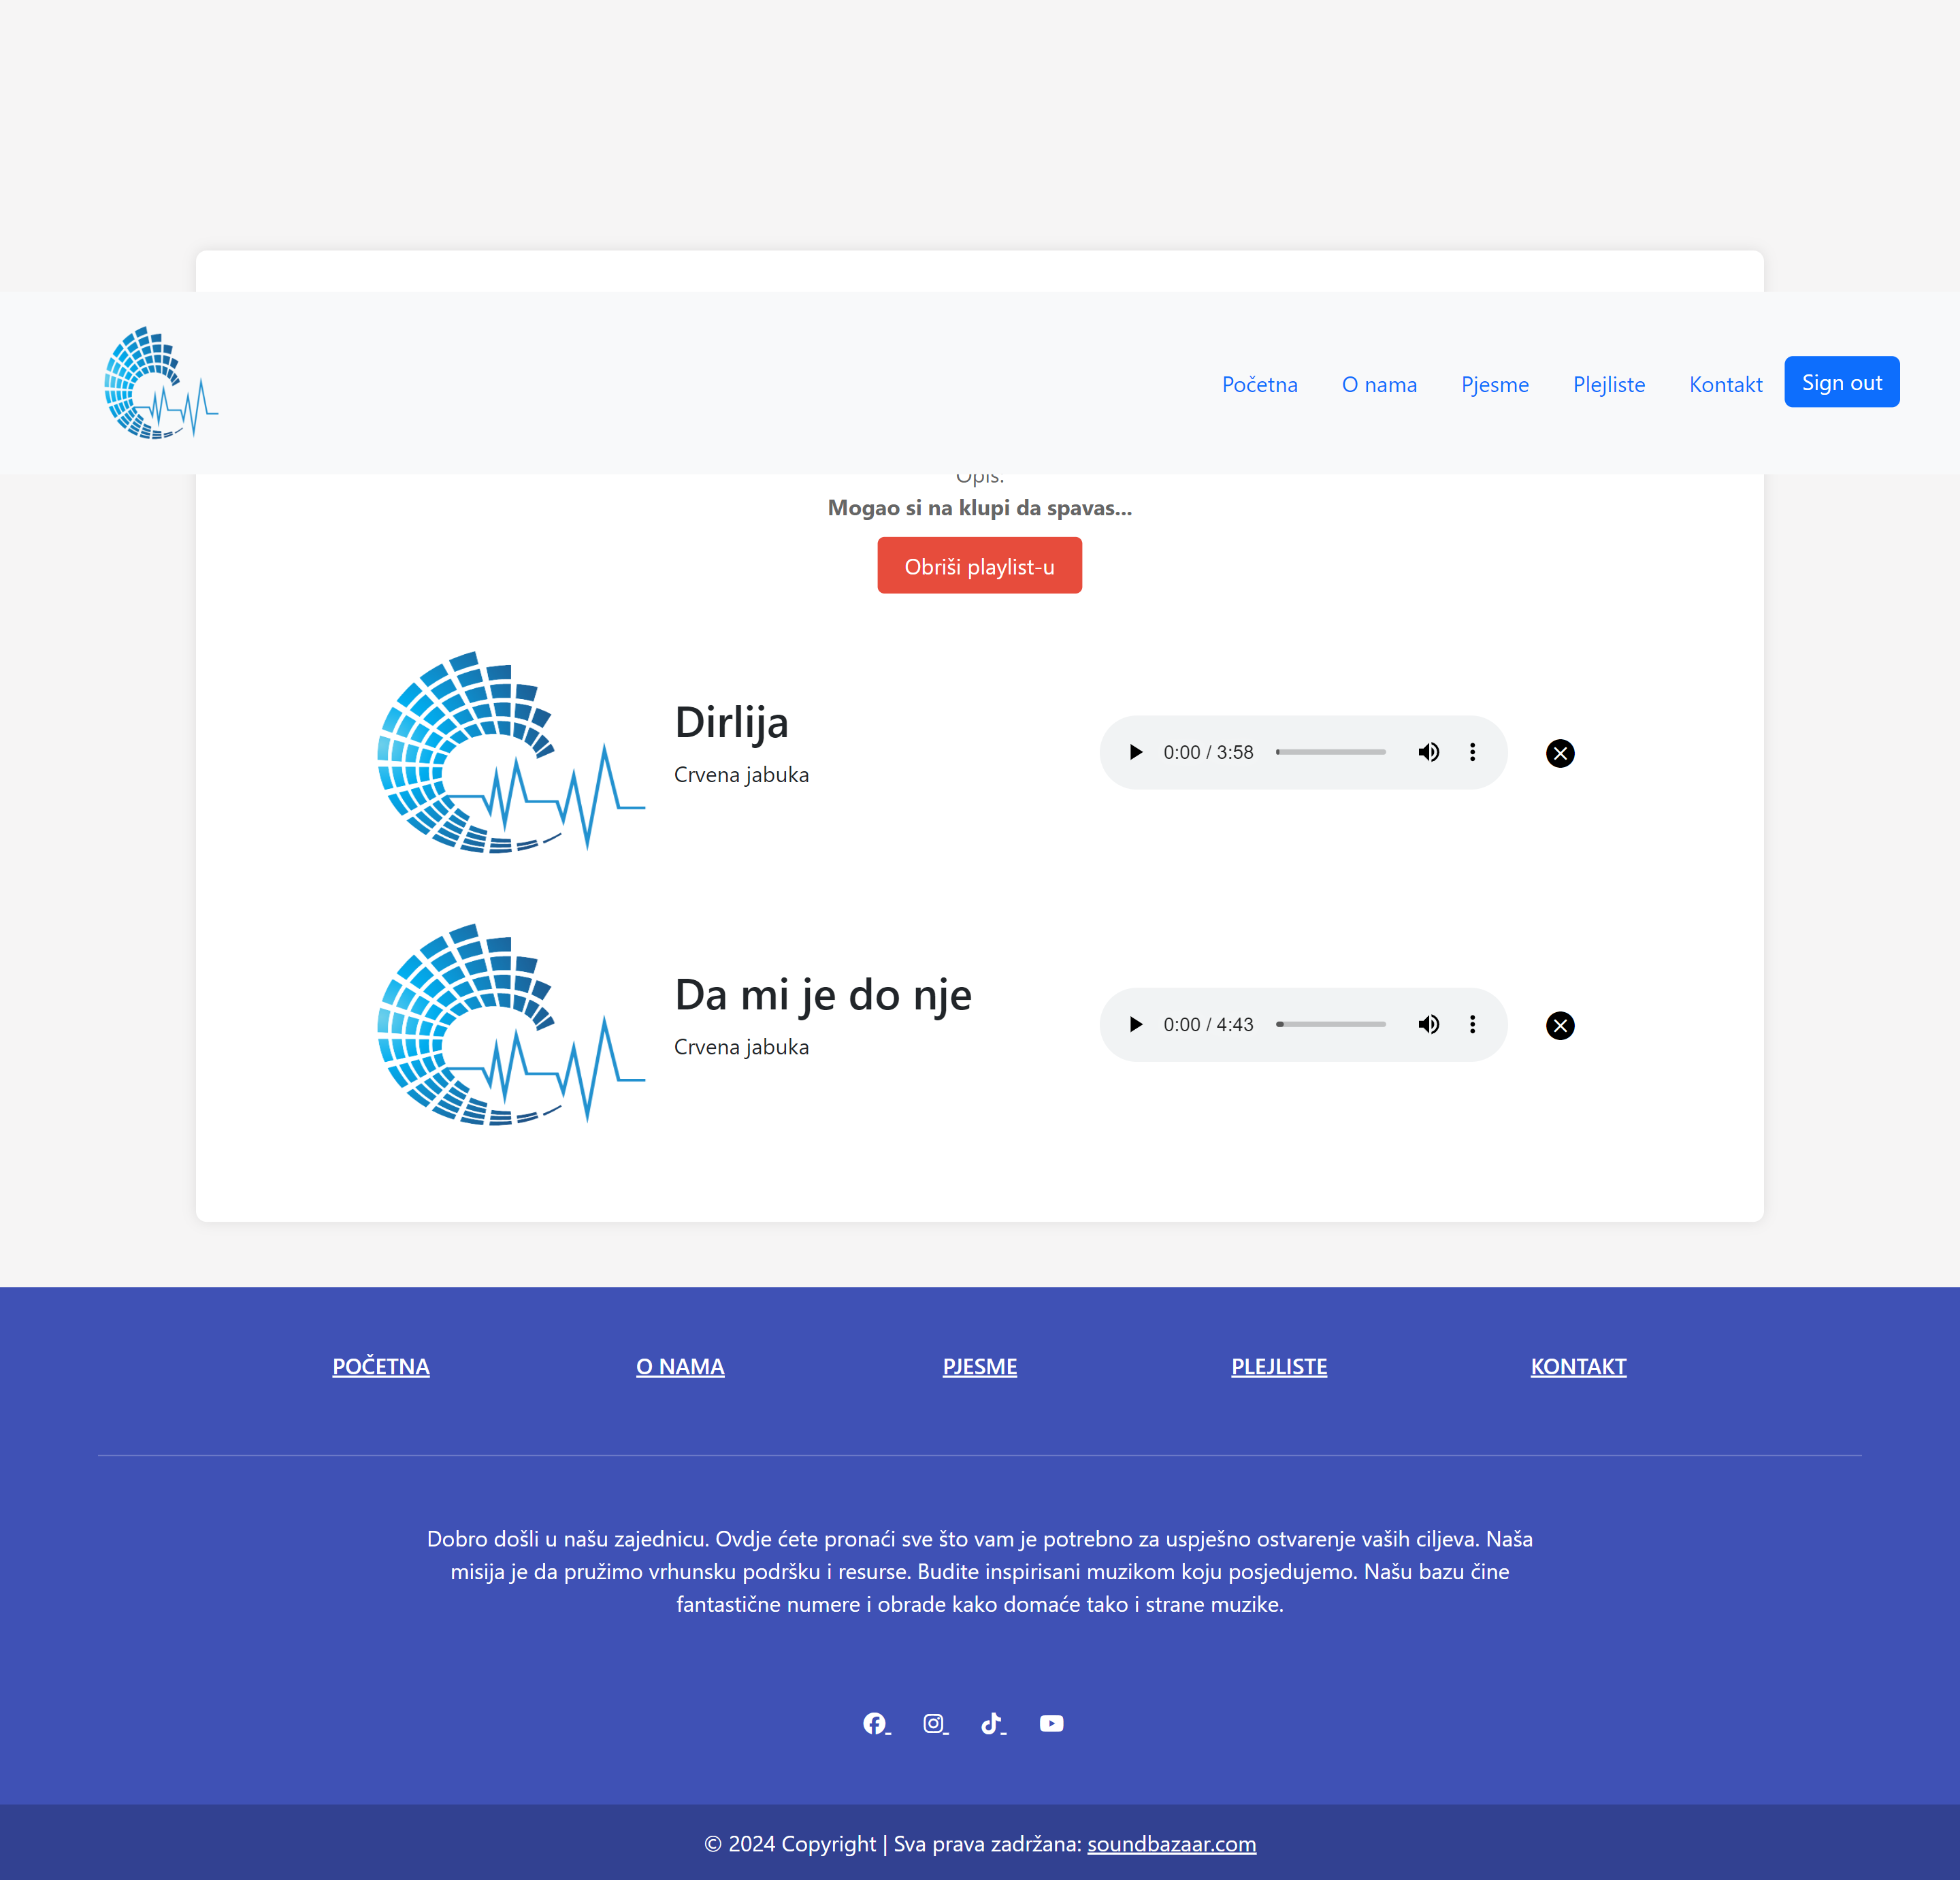 Početna O nama Pjesme Plejliste Kontakt Sign out
Opis:
Mogao si na klupi da spavas...
Obriši playlist-u
Dirlija
Crvena jabuka
0:00 / 3:58
Da mi je do nje
Crvena jabuka
0:00 / 4:43
POČETNA O NAMA PJESME PLEJLISTE KONTAKT
Dobro došli u našu zajednicu. Ovdje ćete pronaći sve što vam je potrebno za uspješno ostvarenje vaših ciljeva. Naša
misija je da pružimo vrhunsku podršku i resurse. Budite inspirisani muzikom koju posjedujemo. Našu bazu čine
fantastične numere i obrade kako domaće tako i strane muzike.
© 2024 Copyright | Sva prava zadržana: soundbazaar.com